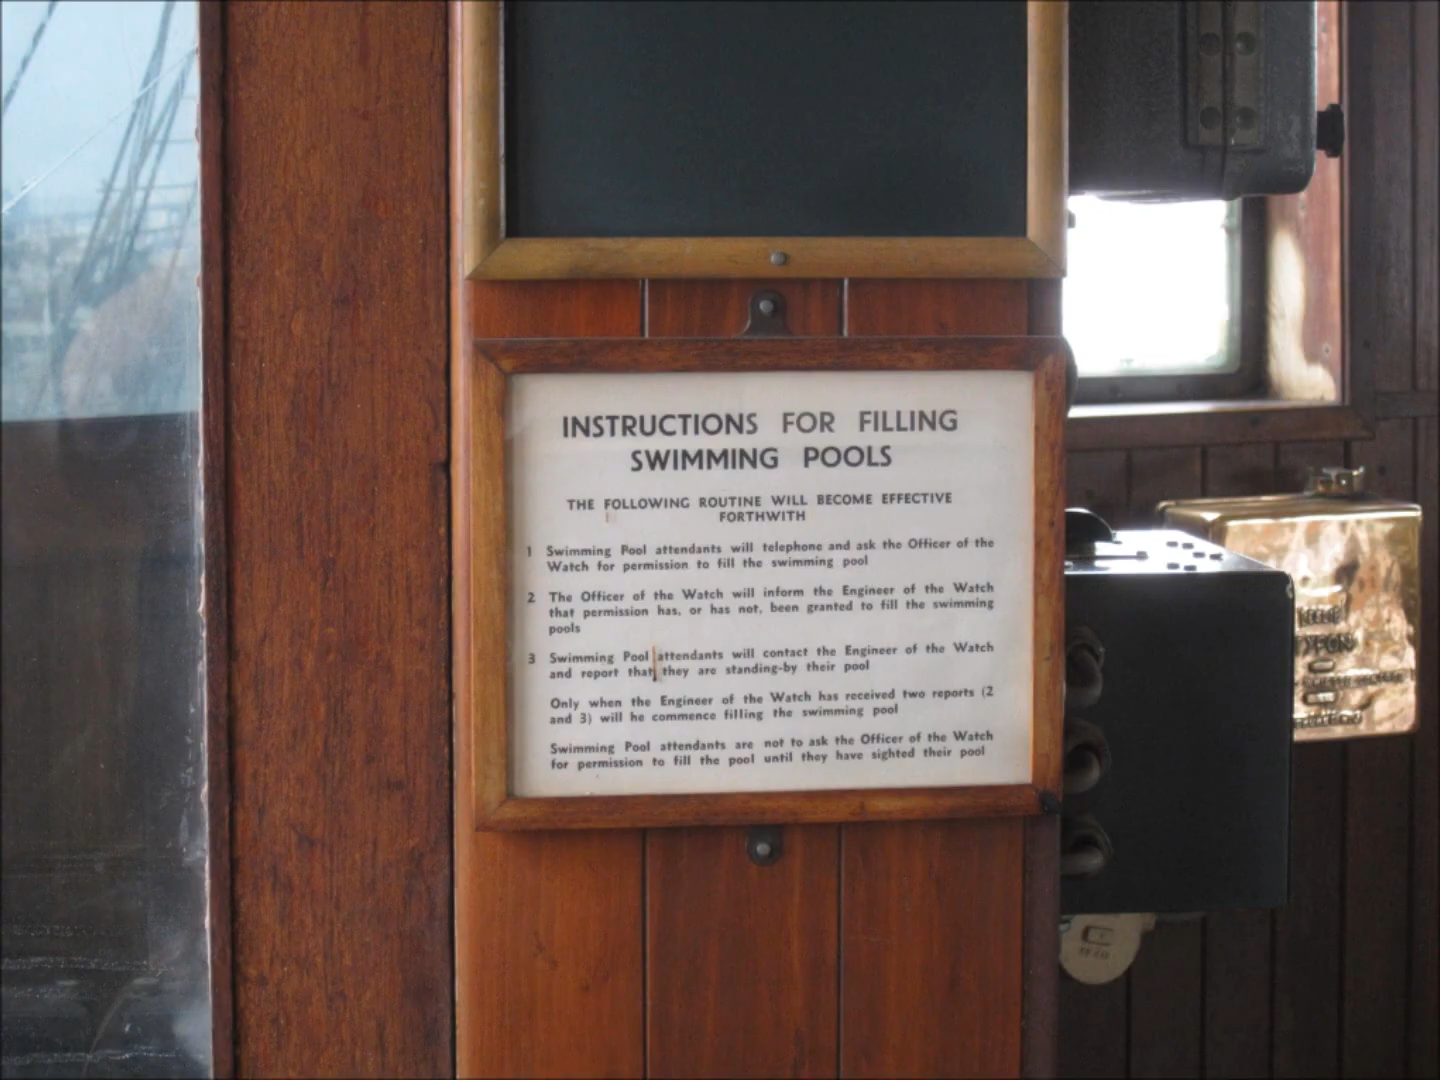 INSTRUCTIONS FOR FILLING
SWIMMING POOLS
THE FOLLOWING ROUTINE WILL BECOME EFFECTIVE
FORTHWITH
1 Swimming Pool attendants will telephone and ask the Officer of the
Watch for permission to fill the swimming pool
2 The Officer of the Watch will inform the Engineer of the Watch
that permission has, or has not, been granted to fill the swimming
pools
3 Swimming Pool attendants will contact the Engineer of the Watch
and report that they are standing-by their pool
Only when the Engineer of the Watch has received two reports (2
and 3) will he commence filling the swimming pool
Swimming Pool attendants are not to ask the Officer of the Watch
for permission to fill the pool until they have sighted their pool